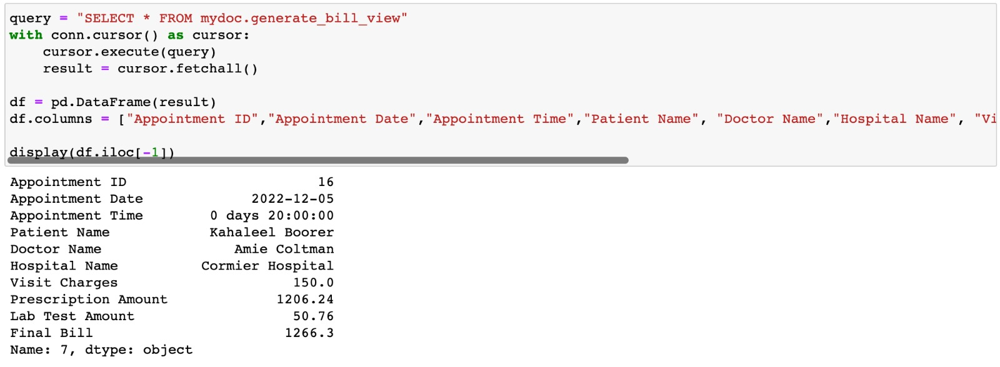 query = "SELECT * FROM mydoc.generate_bill_view"
with conn.cursor() as cursor:
    cursor.execute(query)
    result = cursor.fetchall()
df = pd.DataFrame(result)
df.columns = ["Appointment ID","Appointment Date","Appointment Time","Patient Name", "Doctor Name","Hospital Name", "Vi
display(df.iloc[-1])
Appointment ID                       16
Appointment Date             2022-12-05
Appointment Time        0 days 20:00:00
Patient Name            Kahaleel Boorer
Doctor Name                Amie Coltman
Hospital Name          Cormier Hospital
Visit Charges                     150.0
Prescription Amount             1206.24
Lab Test Amount                   50.76
Final Bill                       1266.3
Name: 7, dtype: object